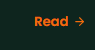 Read →